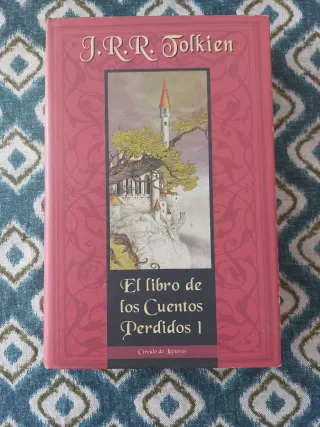 J.R.R. Tolkien
El libro de
los Cuentos
Perdidos 1
Círculo de Lectores